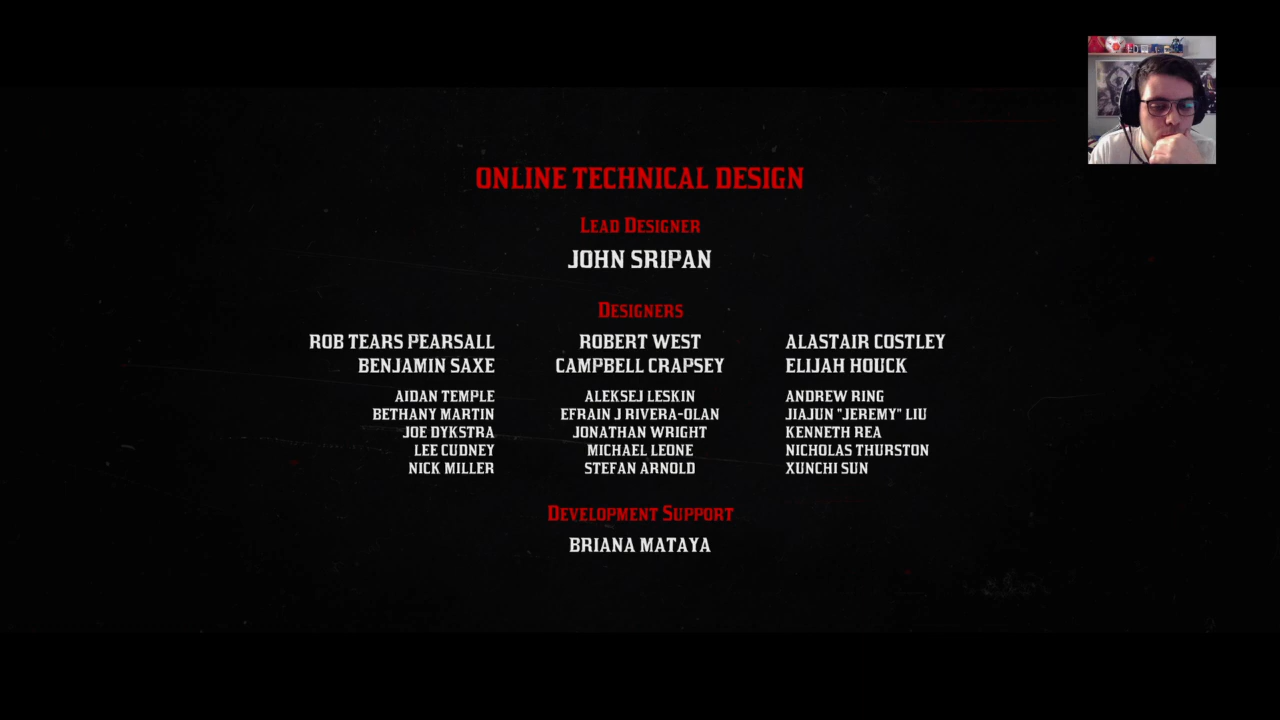 ONLINE TECHNICAL DESIGN
LEAD DESIGNER
JOHN SRIPAN
DESIGNERS
ROB TEARS PEARSALL ROBERT WEST ALASTAIR COSTLEY
BENJAMIN SAXE CAMPBELL CRAPSEY ELIJAH HOUCK
AIDAN TEMPLE ALEKSEJ LESKIN ANDREW RING
BETHANY MARTIN EFRAIN J RIVERA-OLAN JIAJUN "JEREMY" LIU
JOE DYKSTRA JONATHAN WRIGHT KENNETH REA
LEE CUDNEY MICHAEL LEONE NICHOLAS THURSTON
NICK MILLER STEFAN ARNOLD XUNCHI SUN
DEVELOPMENT SUPPORT
BRIANA MATAYA